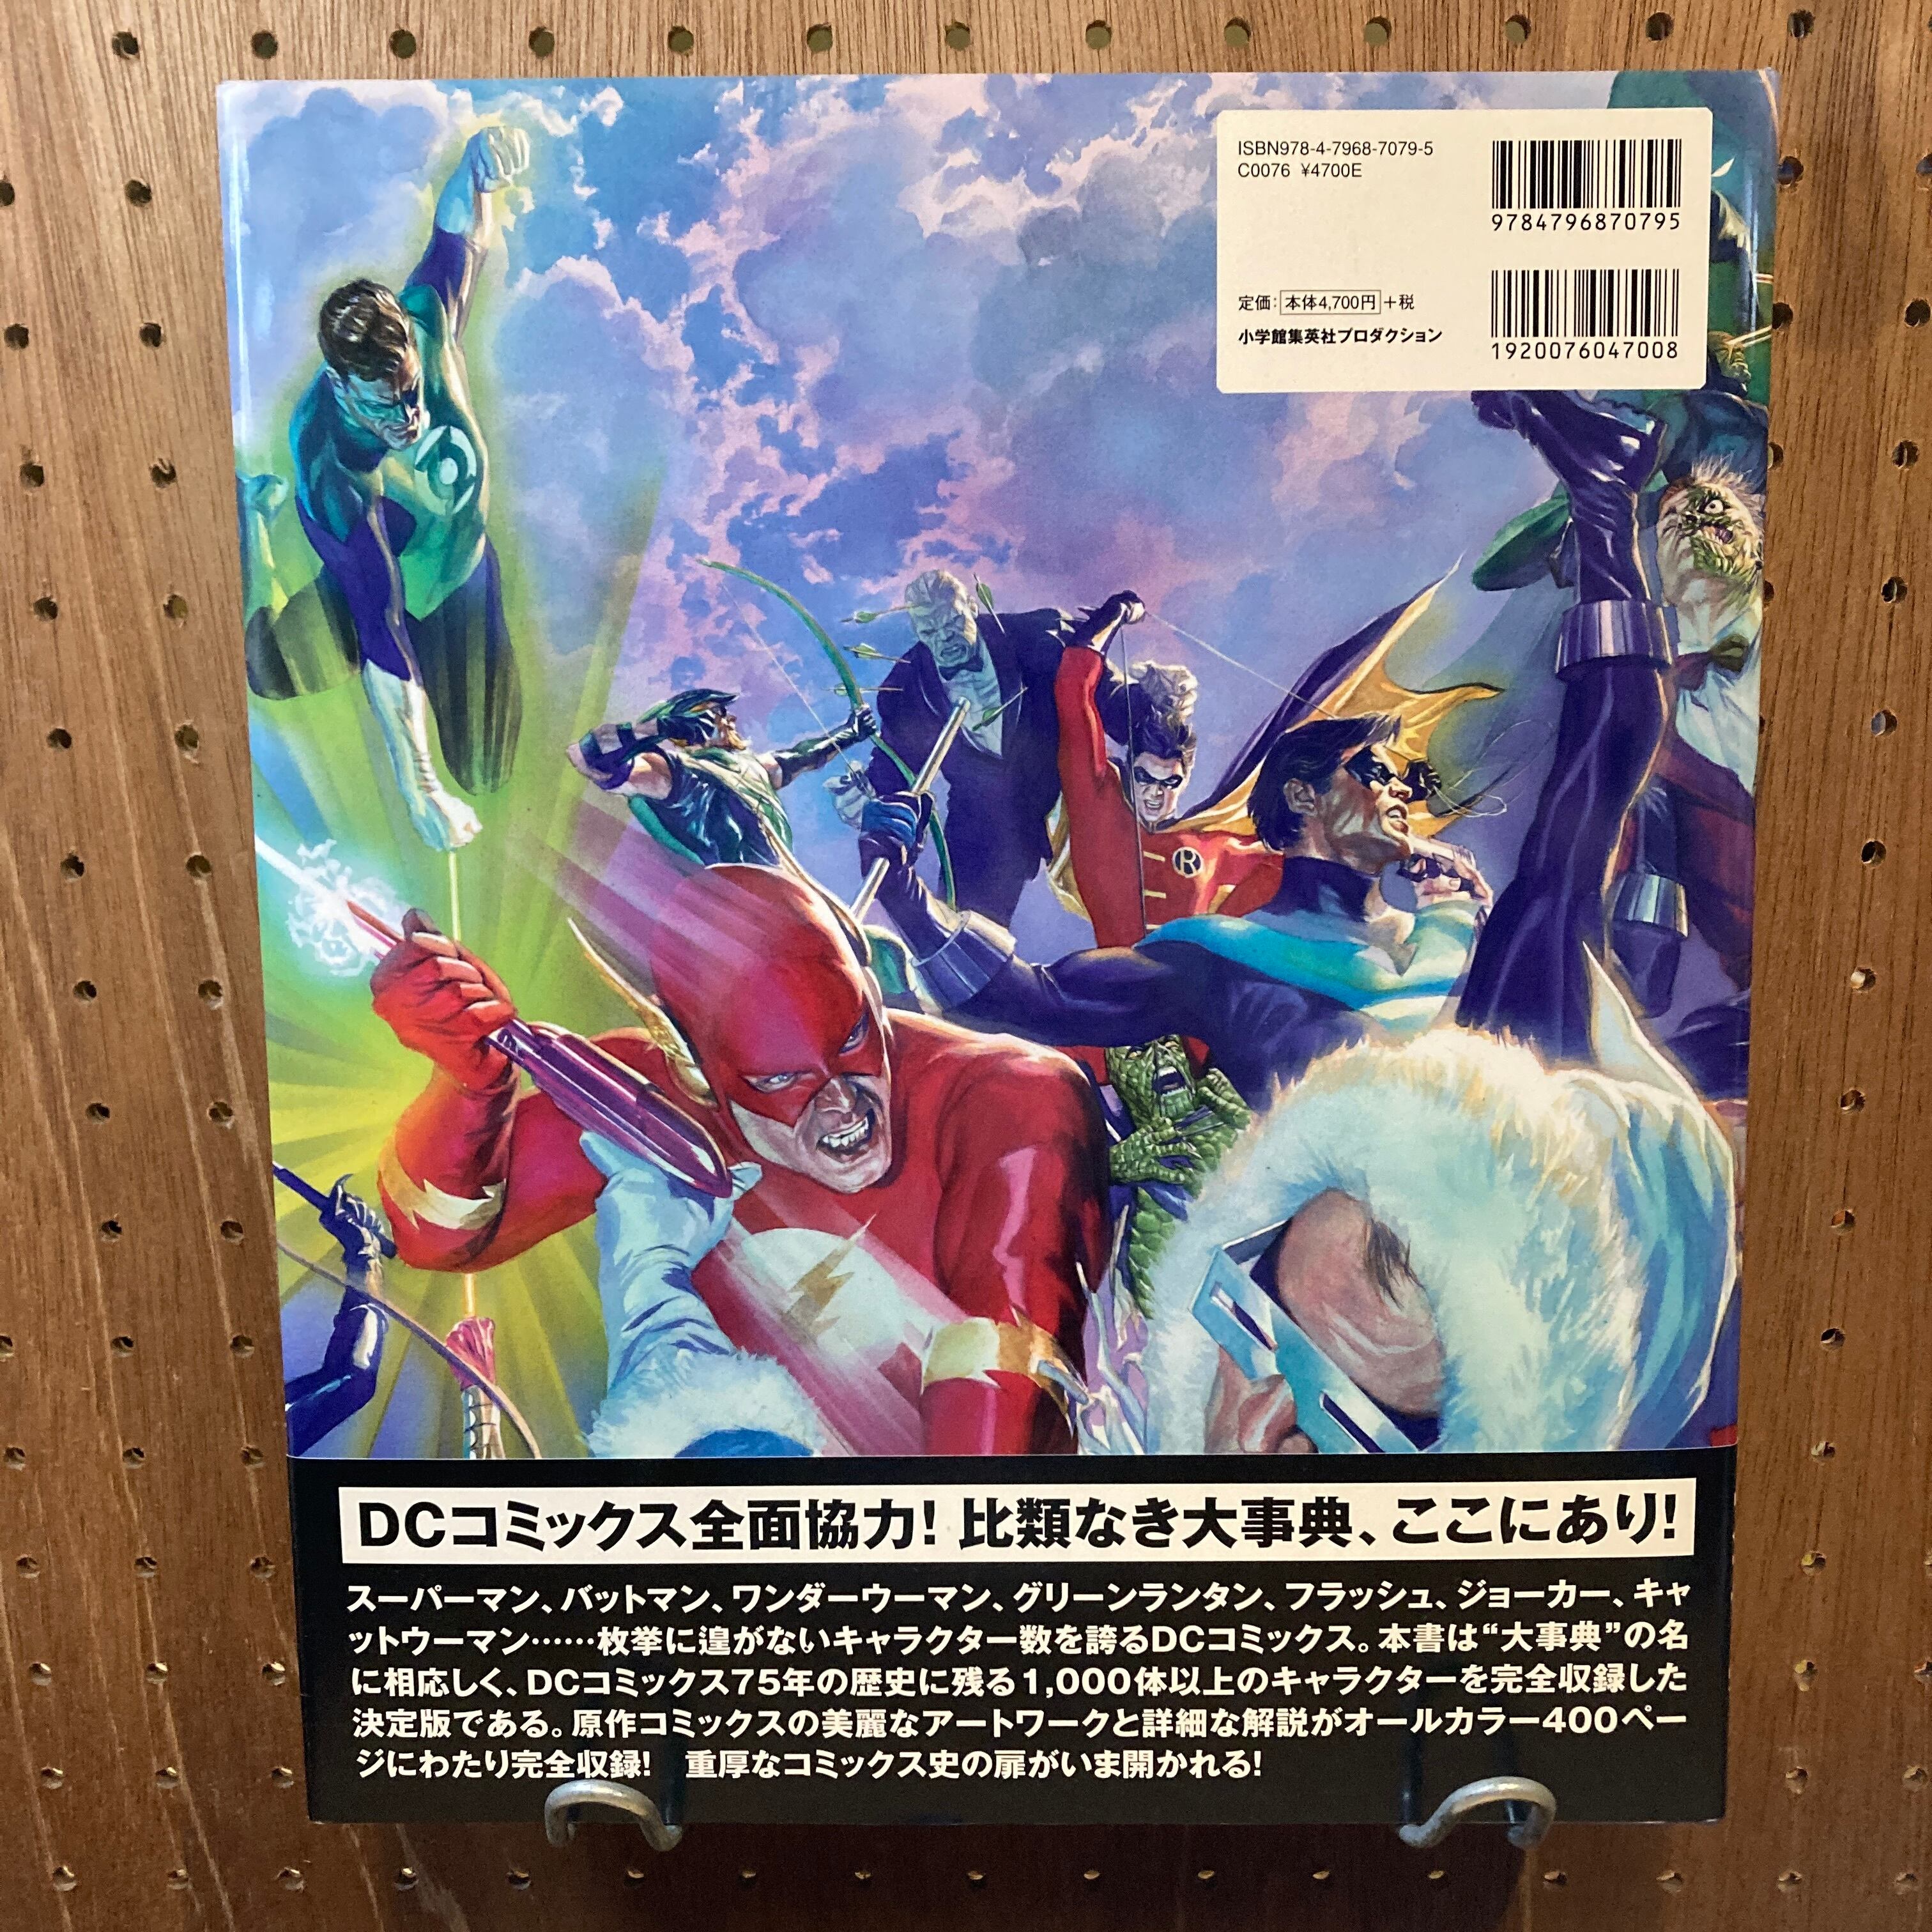 ISBN978-4-7968-7079-5
C0076 ¥4700E
9784796870795
定価:本体4,700円+税
小学館集英社プロダクション
1920076047008
R
DCコミックス全面協力! 比類なき大事典、ここにあり!
スーパーマン、バットマン、ワンダーウーマン、グリーンランタン、フラッシュ、ジョーカー、キャ
ットウーマン……枚挙に遑がないキャラクター数を誇るDCコミックス。本書は“大事典”の名
に相応しく、DCコミックス75年の歴史に残る1,000体以上のキャラクターを完全収録した
決定版である。原作コミックスの美麗なアートワークと詳細な解説がオールカラー400ペー
ジにわたり完全収録! 重厚なコミックス史の扉がいま開かれる!